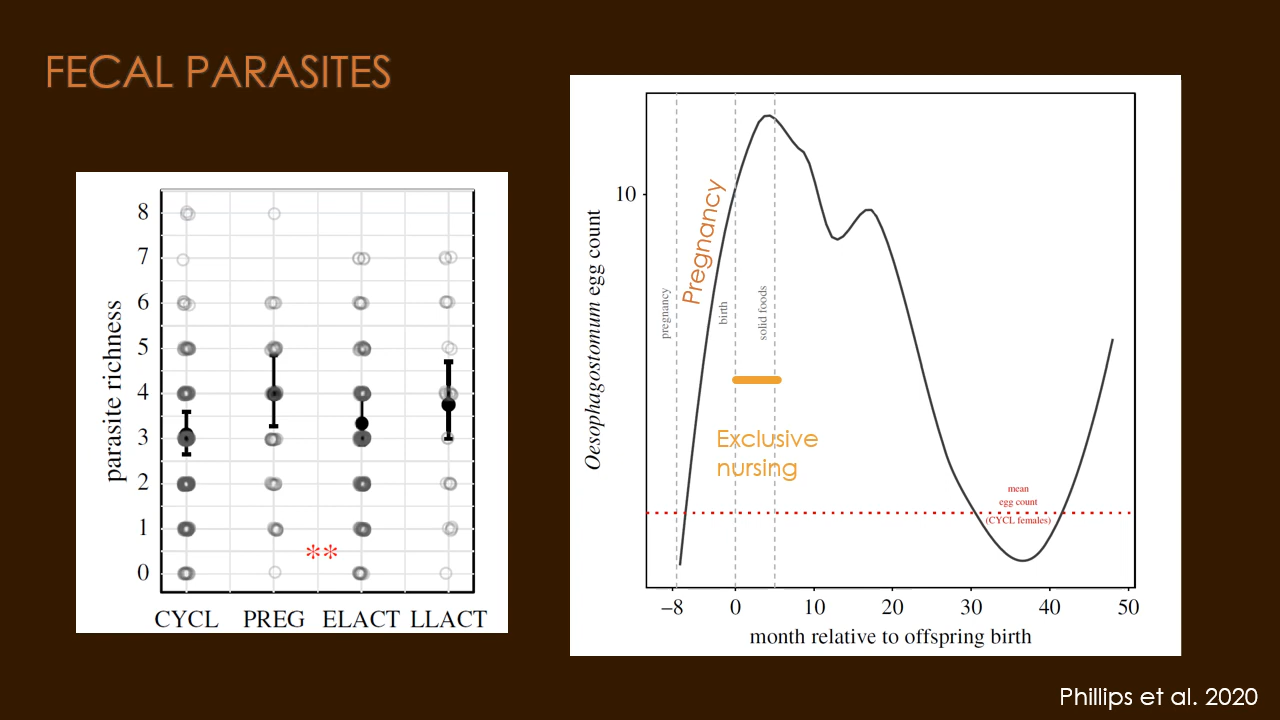 FECAL PARASITES
8
7
6
5
4
3
2
1
0
parasite richness
**
CYCL PREG ELACT LLACT
10
Oesophagostomum egg count
pregnancy
Pregnancy
birth
solid foods
Exclusive
nursing
mean
egg count
(CYCL females)
–8 0 10 20 30 40 50
month relative to offspring birth
Phillips et al. 2020